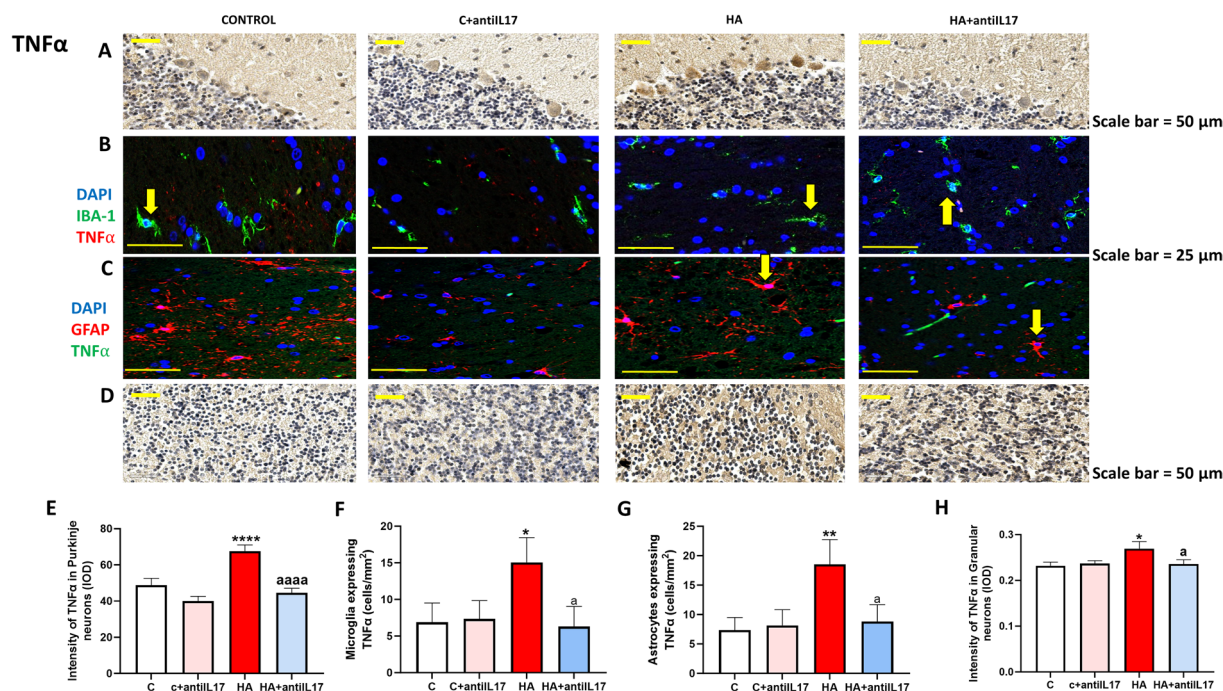 CONTROL
C+antiIL17
HA
HA+antiIL17
TNFα
A
Scale bar = 50 µm
B
DAPI
IBA-1
TNFα
Scale bar = 25 µm
C
DAPI
GFAP
TNFα
D
Scale bar = 50 µm
E
Intensity of TNFα in Purkinje
neurons (IOD)
80
60
40
20
0
****
aaaa
C
c+antiIL17
HA
HA+antiIL17
F
Microglia expressing
TNFα (cells/mm²)
20
15
10
5
0
*
a
C
c+antiIL17
HA
HA+antiIL17
G
Astrocytes expressing
TNFα (cells/mm²)
25
20
15
10
5
0
**
a
C
c+antiIL17
HA
HA+antiIL17
H
Intensity of TNFα in Granular
neurons (IOD)
0.3
0.2
0.1
0.0
*
a
C
c+antiIL17
HA
HA+antiIL17